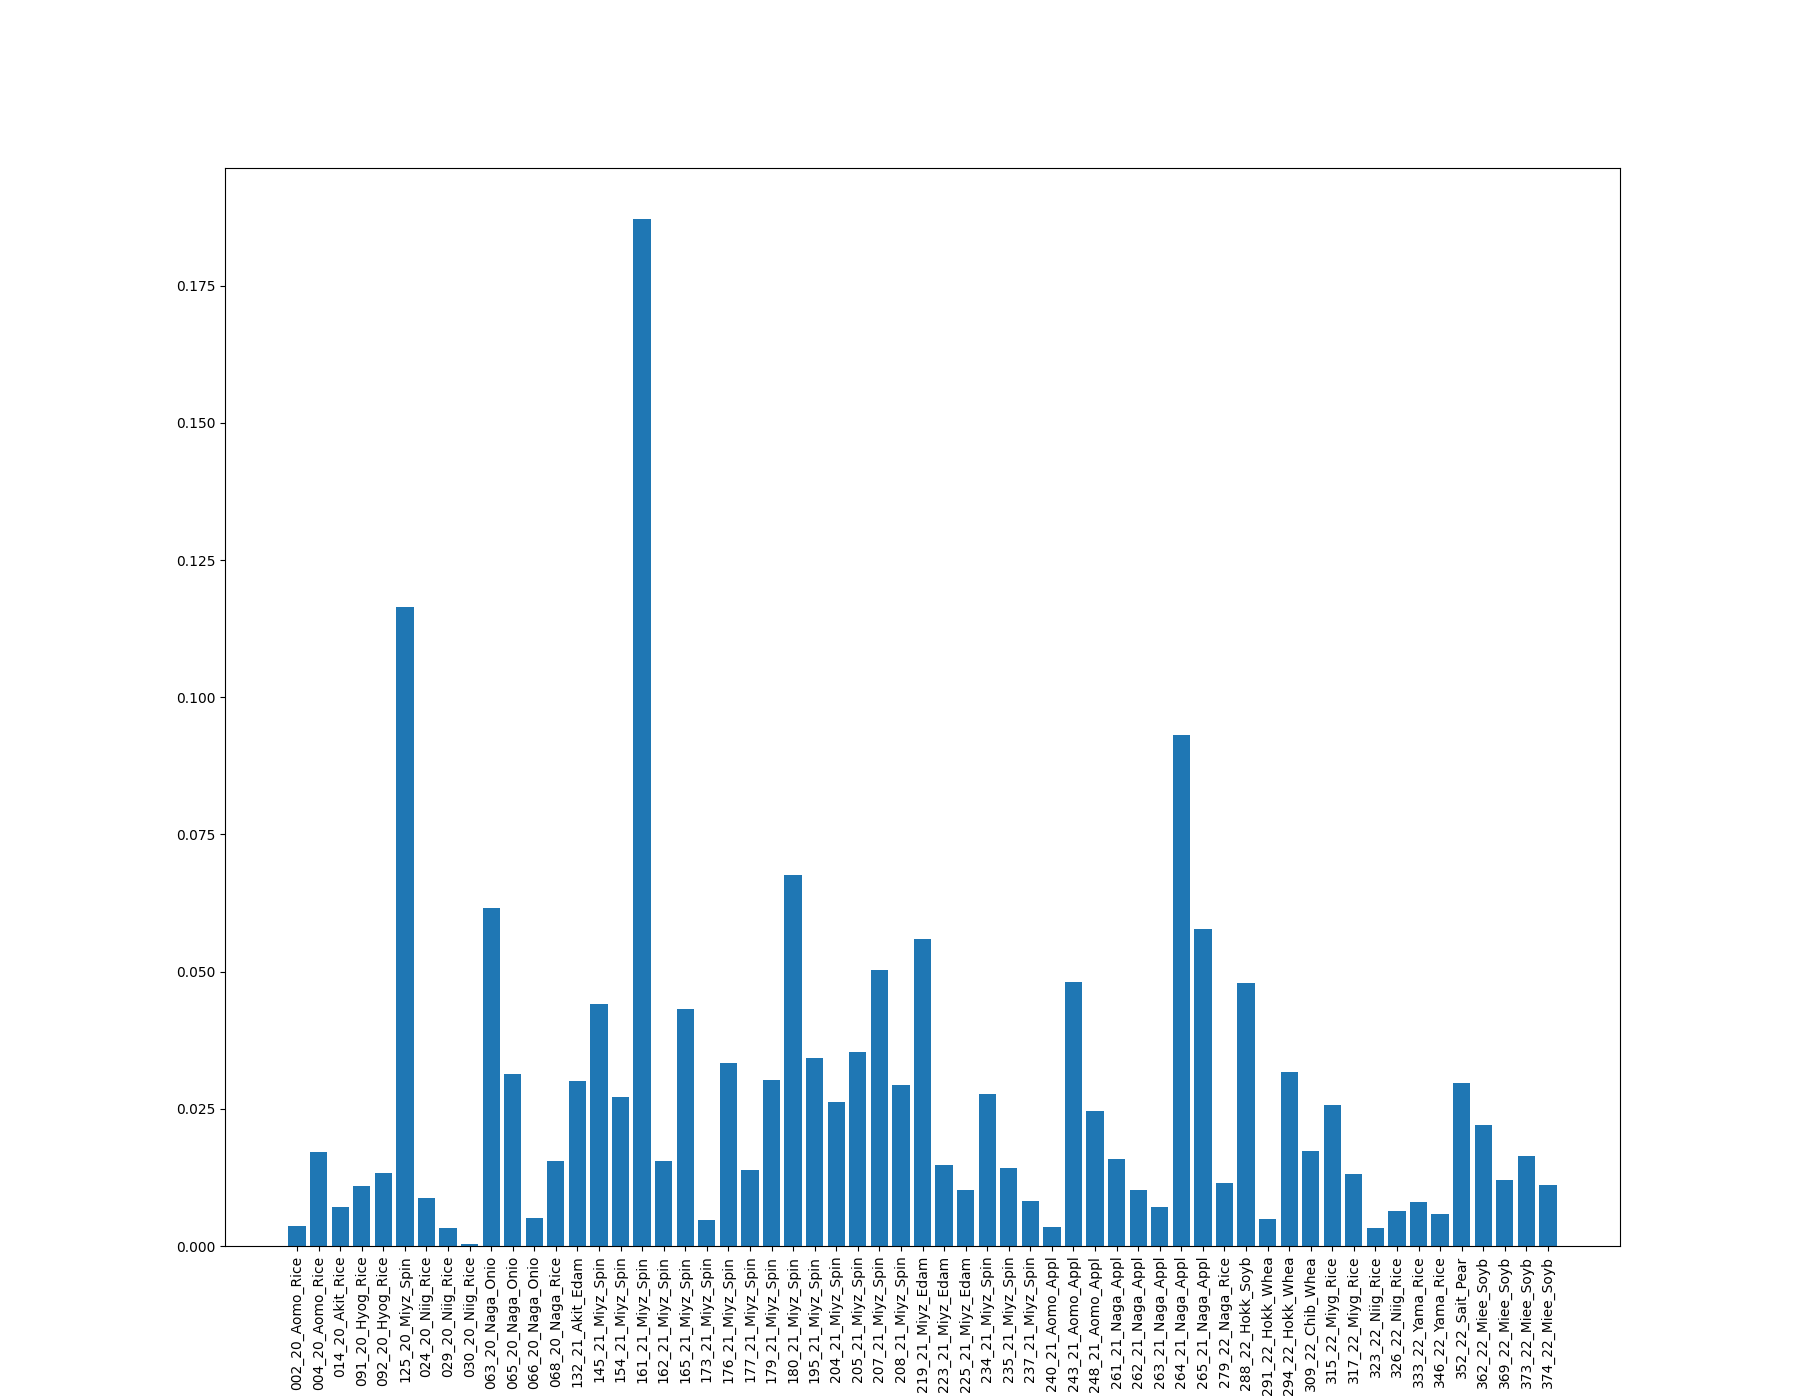 0.175
0.150
0.125
0.100
0.075
0.050
0.025
0.000
002_20_Aomo_Rice
004_20_Aomo_Rice
014_20_Akit_Rice
091_20_Hyog_Rice
092_20_Hyog_Rice
125_20_Miyz_Spin
024_20_Niig_Rice
029_20_Niig_Rice
030_20_Niig_Rice
063_20_Naga_Onio
065_20_Naga_Onio
066_20_Naga_Onio
068_20_Naga_Rice
132_21_Akit_Edam
145_21_Miyz_Spin
154_21_Miyz_Spin
161_21_Miyz_Spin
162_21_Miyz_Spin
165_21_Miyz_Spin
173_21_Miyz_Spin
176_21_Miyz_Spin
177_21_Miyz_Spin
179_21_Miyz_Spin
180_21_Miyz_Spin
195_21_Miyz_Spin
204_21_Miyz_Spin
205_21_Miyz_Spin
207_21_Miyz_Spin
208_21_Miyz_Spin
219_21_Miyz_Edam
223_21_Miyz_Edam
225_21_Miyz_Edam
234_21_Miyz_Spin
235_21_Miyz_Spin
237_21_Miyz_Spin
240_21_Aomo_Appl
243_21_Aomo_Appl
248_21_Aomo_Appl
261_21_Naga_Appl
262_21_Naga_Appl
263_21_Naga_Appl
264_21_Naga_Appl
265_21_Naga_Appl
279_22_Naga_Rice
288_22_Hokk_Soyb
291_22_Hokk_Whea
294_22_Hokk_Whea
309_22_Chib_Whea
315_22_Miyg_Rice
317_22_Miyg_Rice
323_22_Niig_Rice
326_22_Niig_Rice
333_22_Yama_Rice
346_22_Yama_Rice
352_22_Sait_Pear
362_22_Miee_Soyb
369_22_Miee_Soyb
373_22_Miee_Soyb
374_22_Miee_Soyb